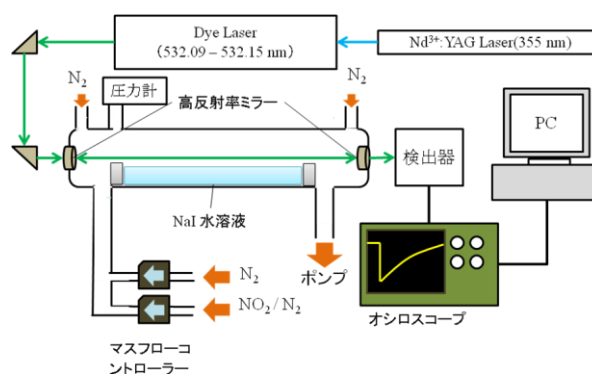 Dye Laser
(532.09 – 532.15 nm)
Nd3+:YAG Laser(355 nm)
N2
圧力計
N2
高反射率ミラー
PC
検出器
NaI 水溶液
N2
ポンプ
NO2 / N2
オシロスコープ
マスフローコ
ントローラー